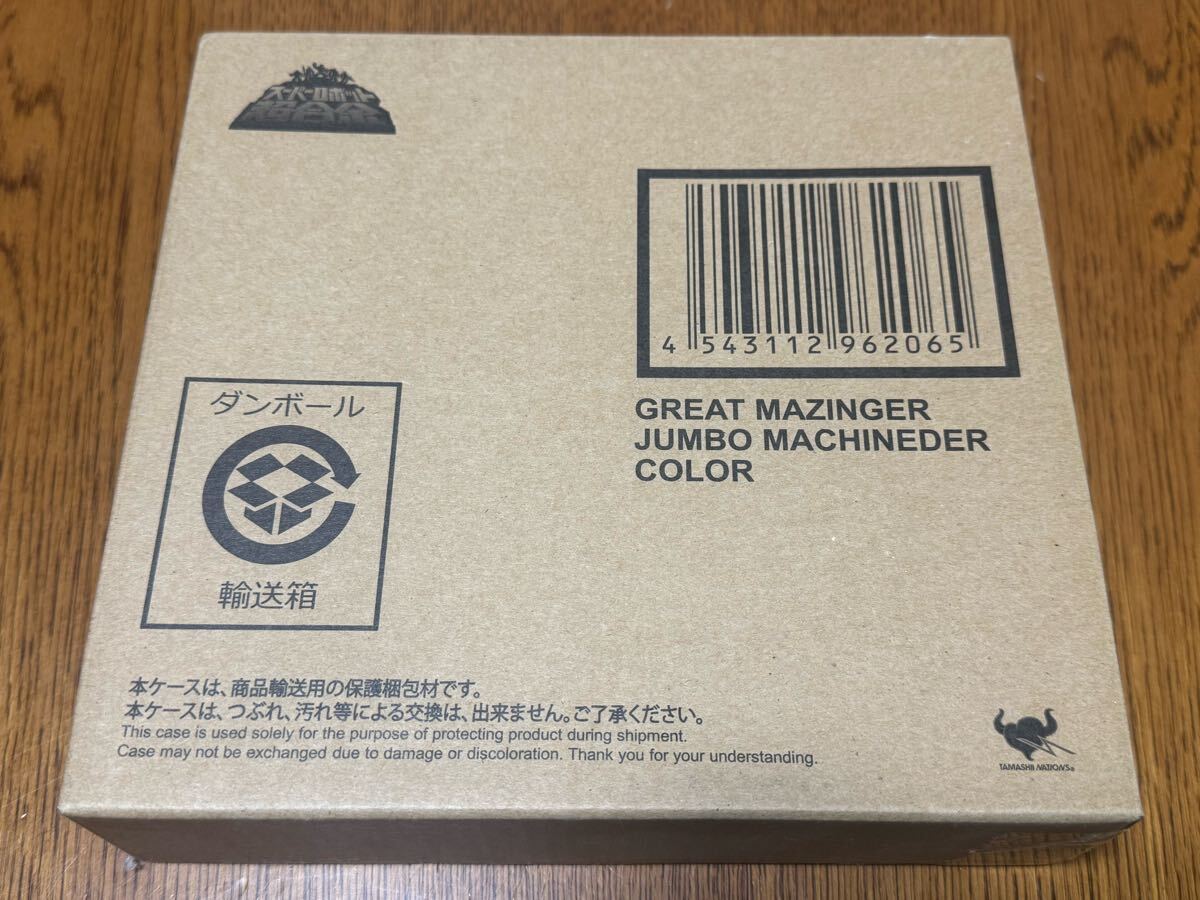 スーパーロボット
超合金
4 543112 962065
GREAT MAZINGER
JUMBO MACHINEDER
COLOR
ダンボール
輸送箱
本ケースは、商品輸送用の保護梱包材です。
本ケースは、つぶれ、汚れ等による交換は、出来ません。ご了承ください。
This case is used solely for the purpose of protecting product during shipment.
Case may not be exchanged due to damage or discoloration. Thank you for your understanding.
TAMASHII NATIONS®